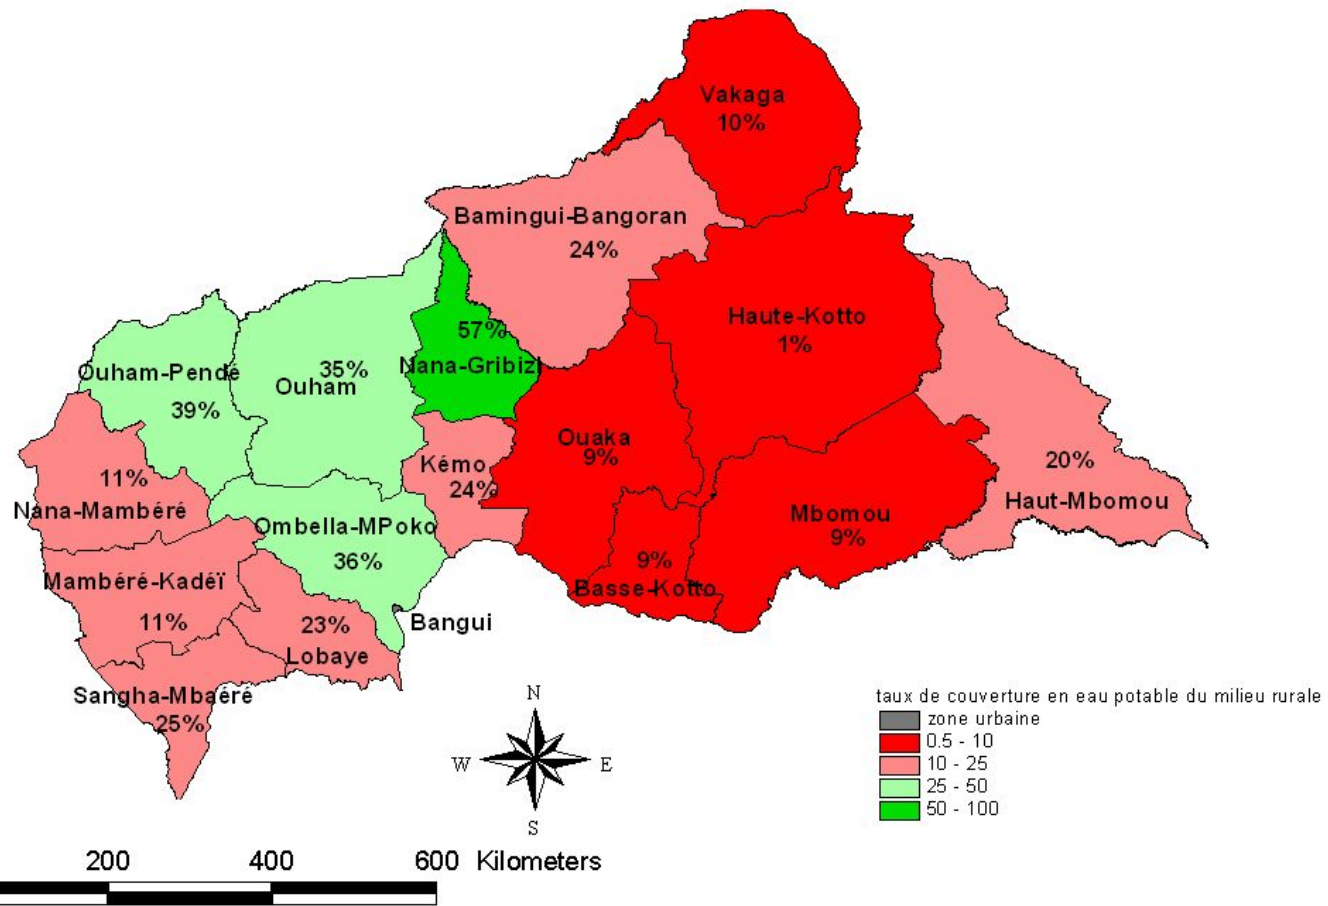 Vakaga
10%
Bamingui-Bangoran
24%
Haute-Kotto
1%
57%
Nana-Gribizi
35%
Ouham
Ouham-Pendé
39%
Ouaka
9%
Kémo
24%
20%
Haut-Mbomou
11%
Nana-Mambéré
Mbomou
9%
Ombella-MPoko
36%
9%
Basse-Kotto
Mambéré-Kadéï
11%
23%
Lobaye
Bangui
Sangha-Mbaéré
25%
N
W
E
S
taux de couverture en eau potable du milieu rurale
zone urbaine
0.5 - 10
10 - 25
25 - 50
50 - 100
200 400 600 Kilometers